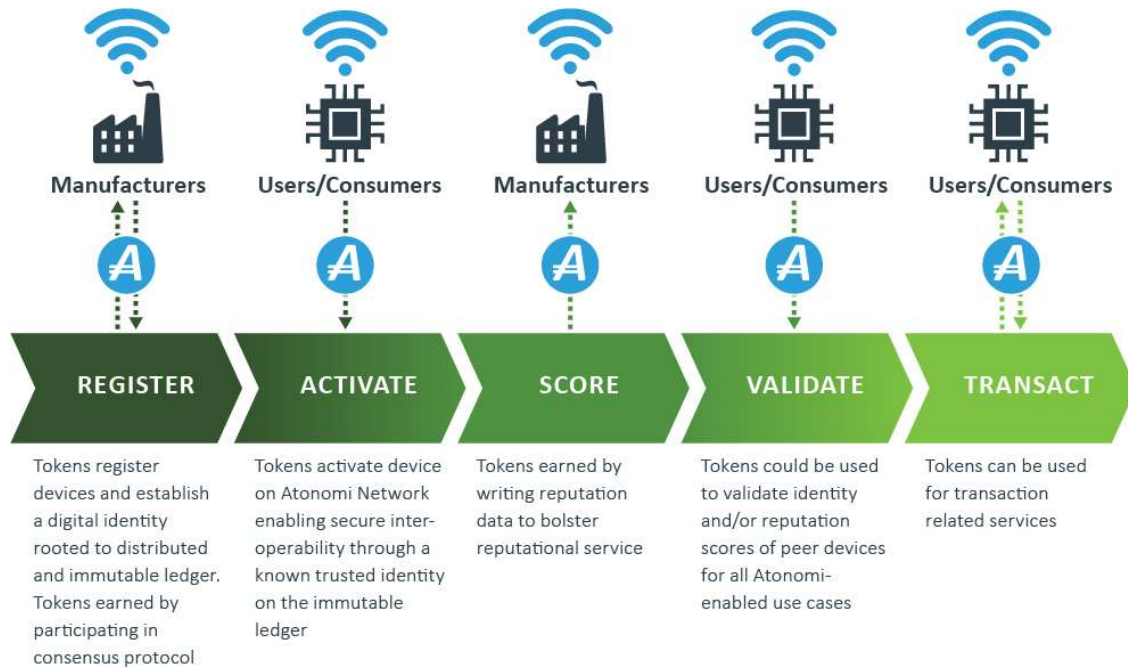 Manufacturers
Users/Consumers
Manufacturers
Users/Consumers
Users/Consumers
REGISTER
ACTIVATE
SCORE
VALIDATE
TRANSACT
Tokens register
devices and establish
a digital identity
rooted to distributed
and immutable ledger.
Tokens earned by
participating in
consensus protocol
Tokens activate device
on Atonomi Network
enabling secure inter-
operability through a
known trusted identity
on the immutable
ledger
Tokens earned by
writing reputation
data to bolster
reputational service
Tokens could be used
to validate identity
and/or reputation
scores of peer devices
for all Atonomi-
enabled use cases
Tokens can be used
for transaction
related services